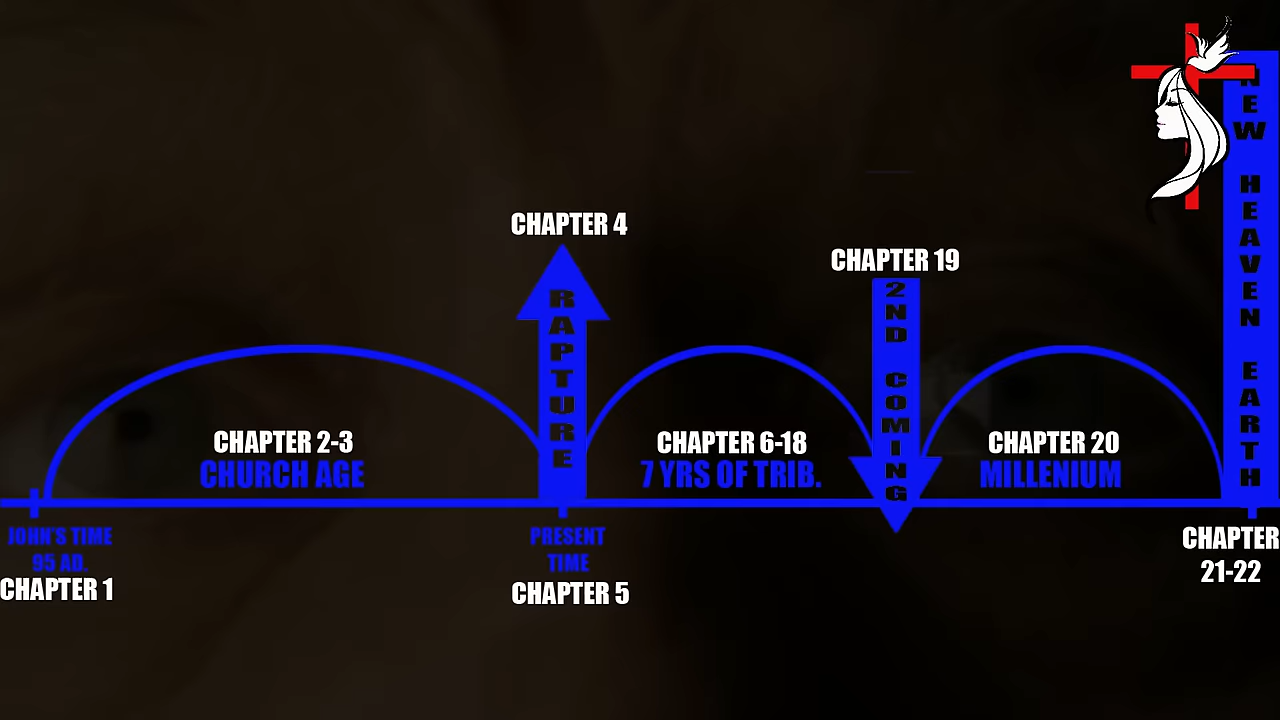 CHAPTER 4
RAPTURE
CHAPTER 19
2ND COMING
NEW HEAVEN EARTH
CHAPTER 2-3
CHURCH AGE
CHAPTER 6-18
7 YRS OF TRIB.
CHAPTER 20
MILLENIUM
JOHN'S TIME
95 AD.
CHAPTER 1
PRESENT
TIME
CHAPTER 5
CHAPTER
21-22